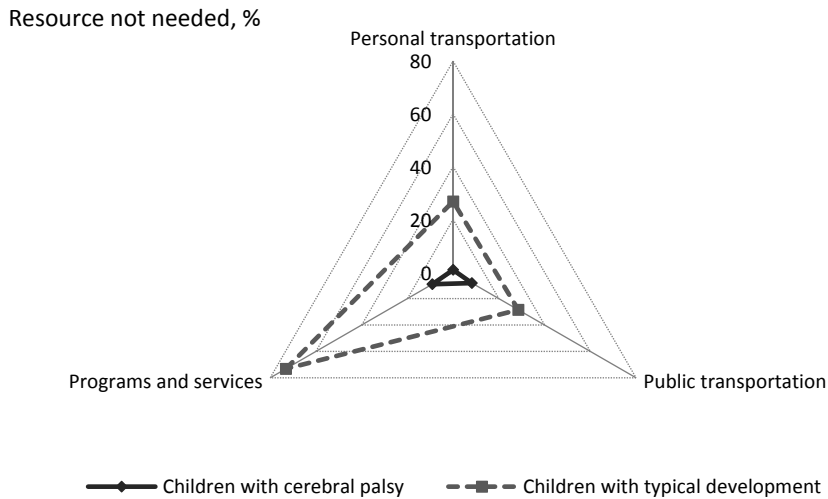 Resource not needed, %
Personal transportation
80
60
40
20
0
Programs and services
Public transportation
Children with cerebral palsy
Children with typical development